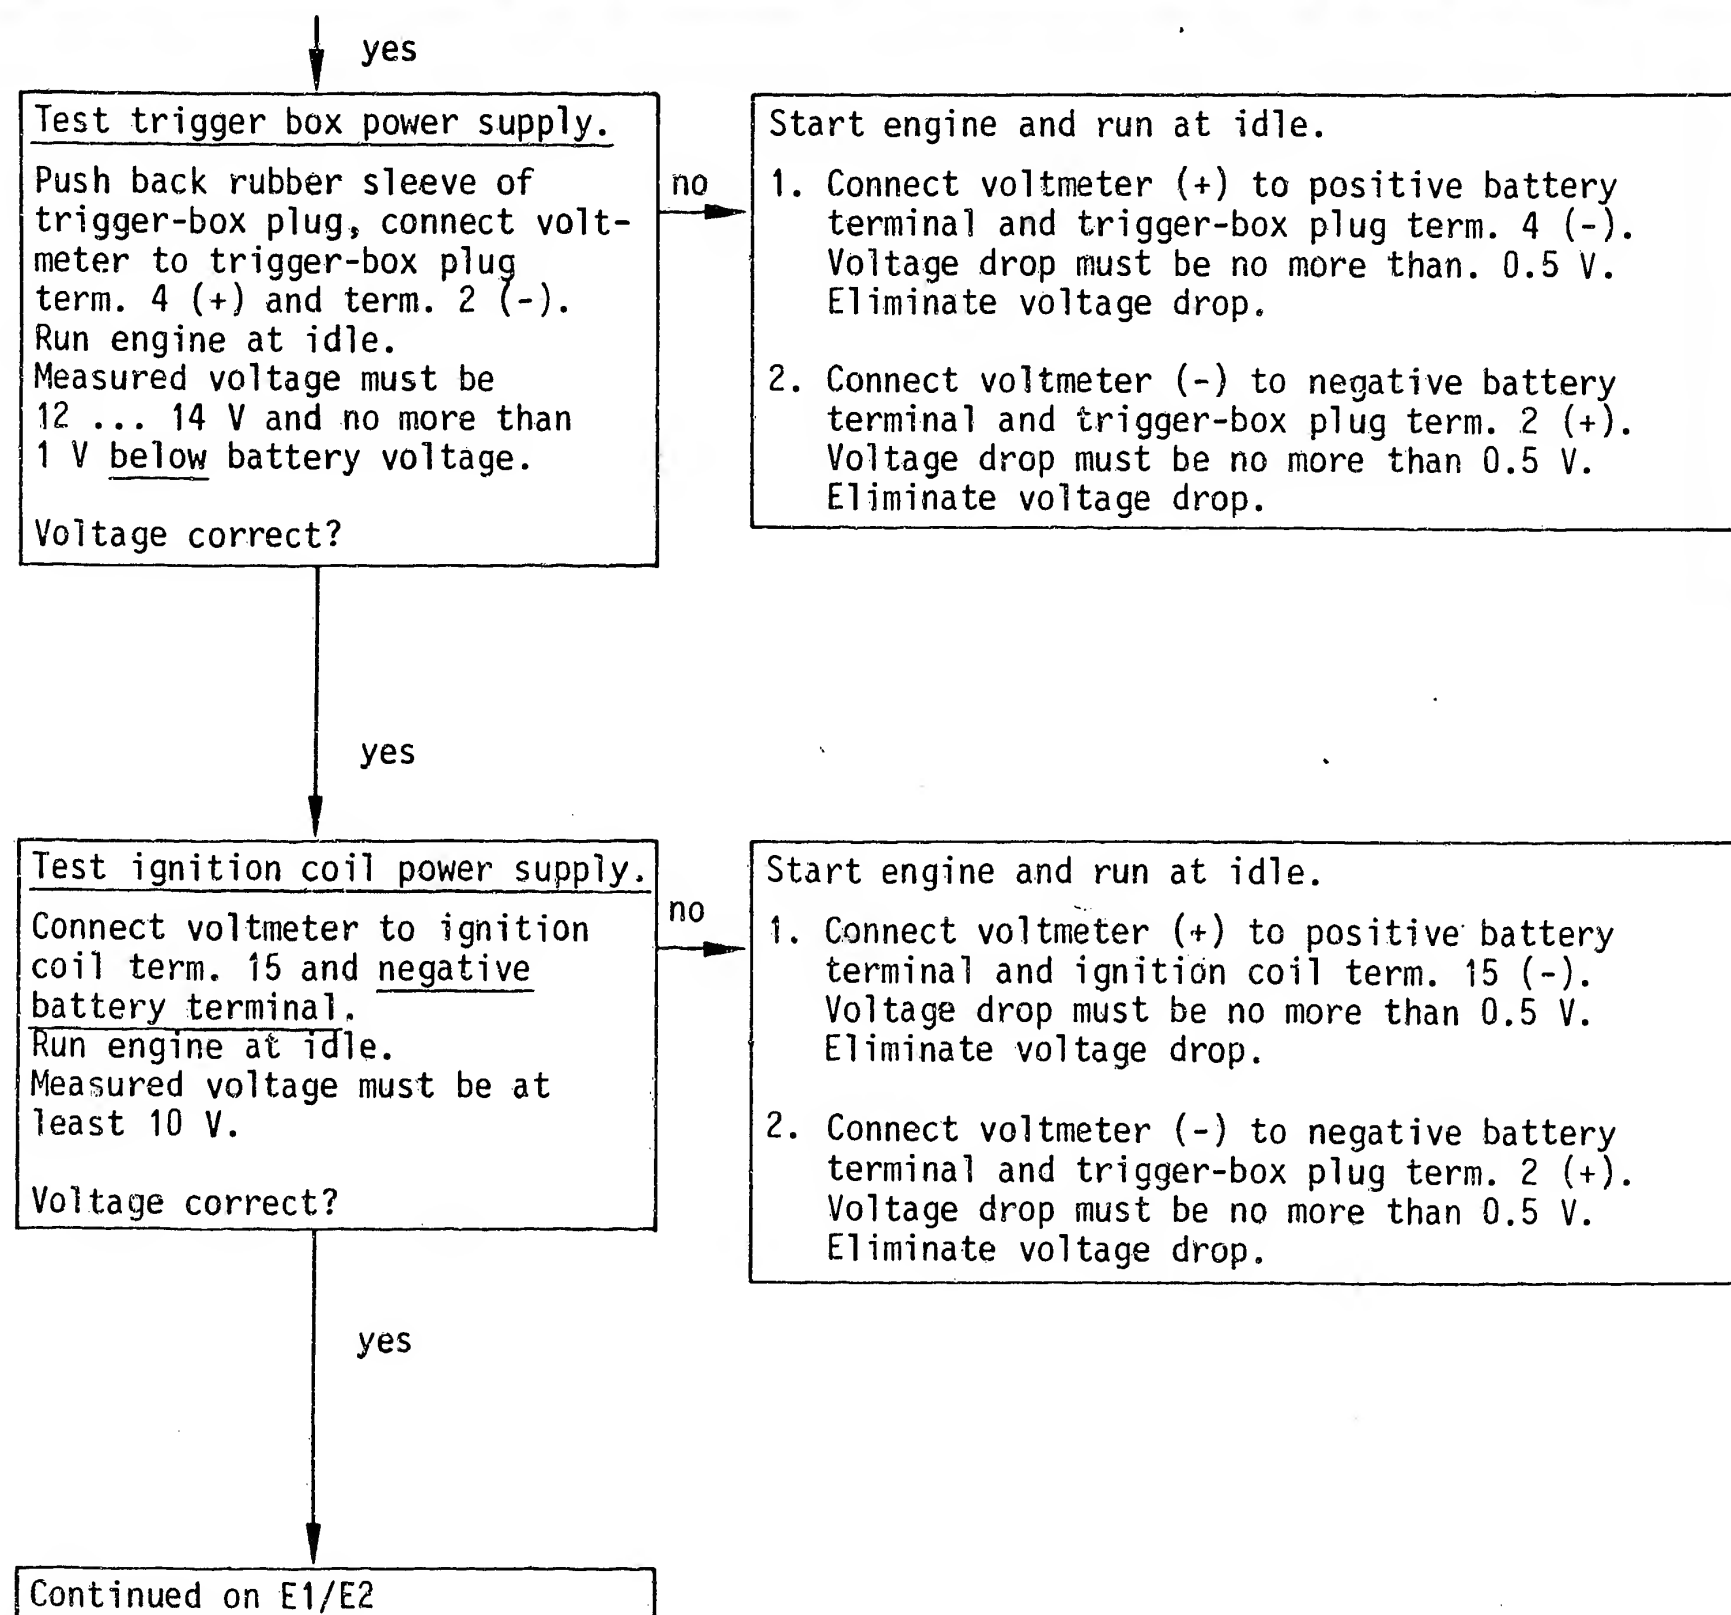 yes
Test trigger box power supply.
Push back rubber sleeve of
trigger-box plug, connect volt-
meter to trigger-box plug
term. 4 (+) and term. 2 (-).
Run engine at idle.
Measured voltage must be
12 ... 14 V and no more than
1 V below battery voltage.
Voltage correct?
no
Start engine and run at idle.
1. Connect voltmeter (+) to positive battery
terminal and trigger-box plug term. 4 (-).
Voltage drop must be no more than. 0.5 V.
Eliminate voltage drop.
2. Connect voltmeter (-) to negative battery
terminal and trigger-box plug term. 2 (+).
Voltage drop must be no more than 0.5 V.
Eliminate voltage drop.
yes
Test ignition coil power supply.
Connect voltmeter to ignition
coil term. 15 and negative
battery terminal.
Run engine at idle.
Measured voltage must be at
least 10 V.
Voltage correct?
no
Start engine and run at idle.
1. Connect voltmeter (+) to positive battery
terminal and ignition coil term. 15 (-).
Voltage drop must be no more than 0.5 V.
Eliminate voltage drop.
2. Connect voltmeter (-) to negative battery
terminal and trigger-box plug term. 2 (+).
Voltage drop must be no more than 0.5 V.
Eliminate voltage drop.
yes
Continued on E1/E2